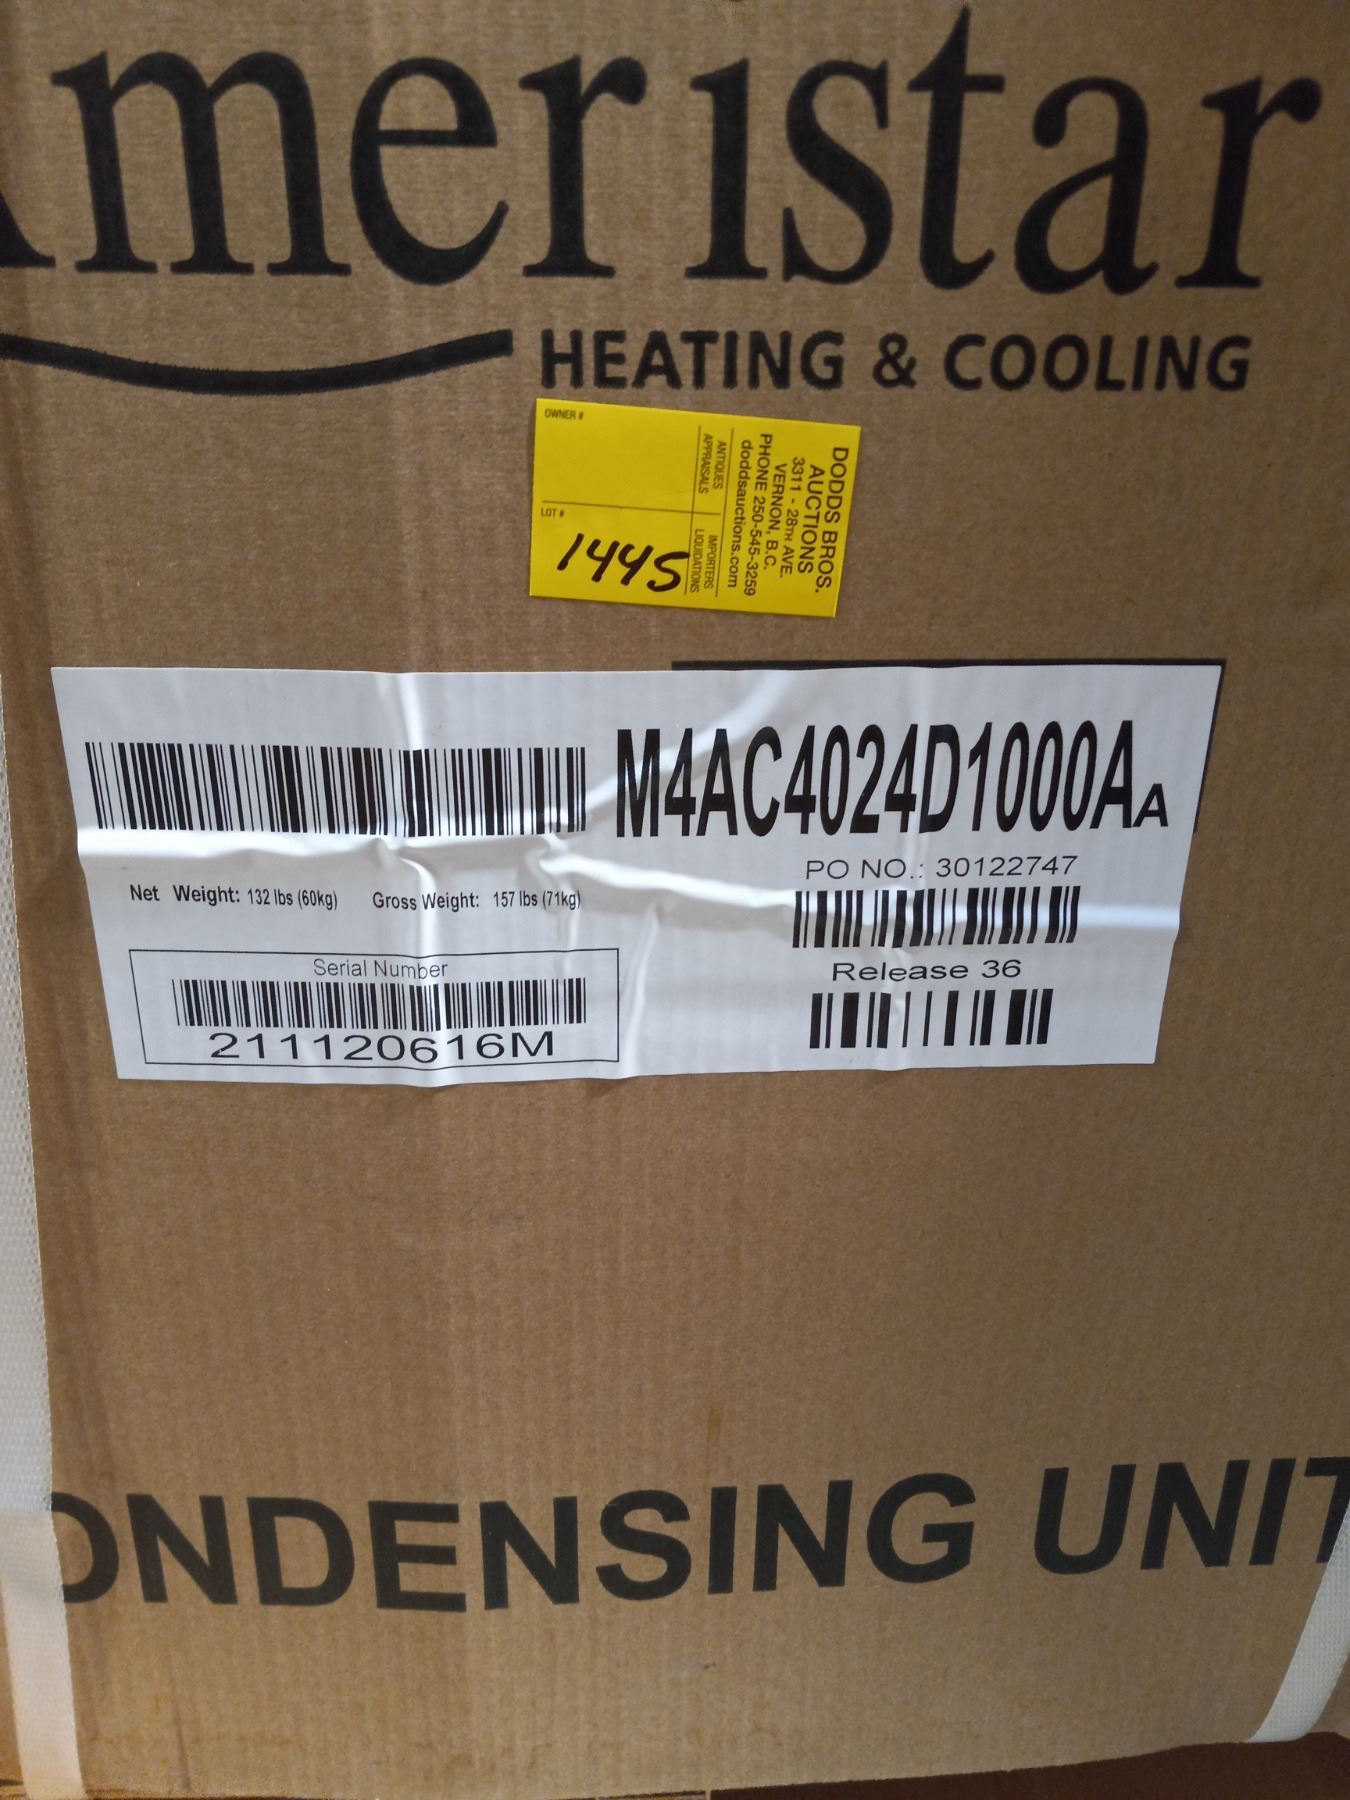 Ameristar
HEATING & COOLING
OWNER #
LOT #
1445
ANTIQUES
APPRAISALS
IMPORTERS
LIQUIDATIONS
DODDS BROS.
AUCTIONS
3311 - 28TH AVE.
VERNON, B.C.
PHONE 250-545-3259
doddsauctions.com
M4AC4024D1000AA
PO NO.: 30122747
Net Weight: 132 lbs (60kg) Gross Weight: 157 lbs (71kg)
Release 36
Serial Number
211120616M
ONDENSING UNIT